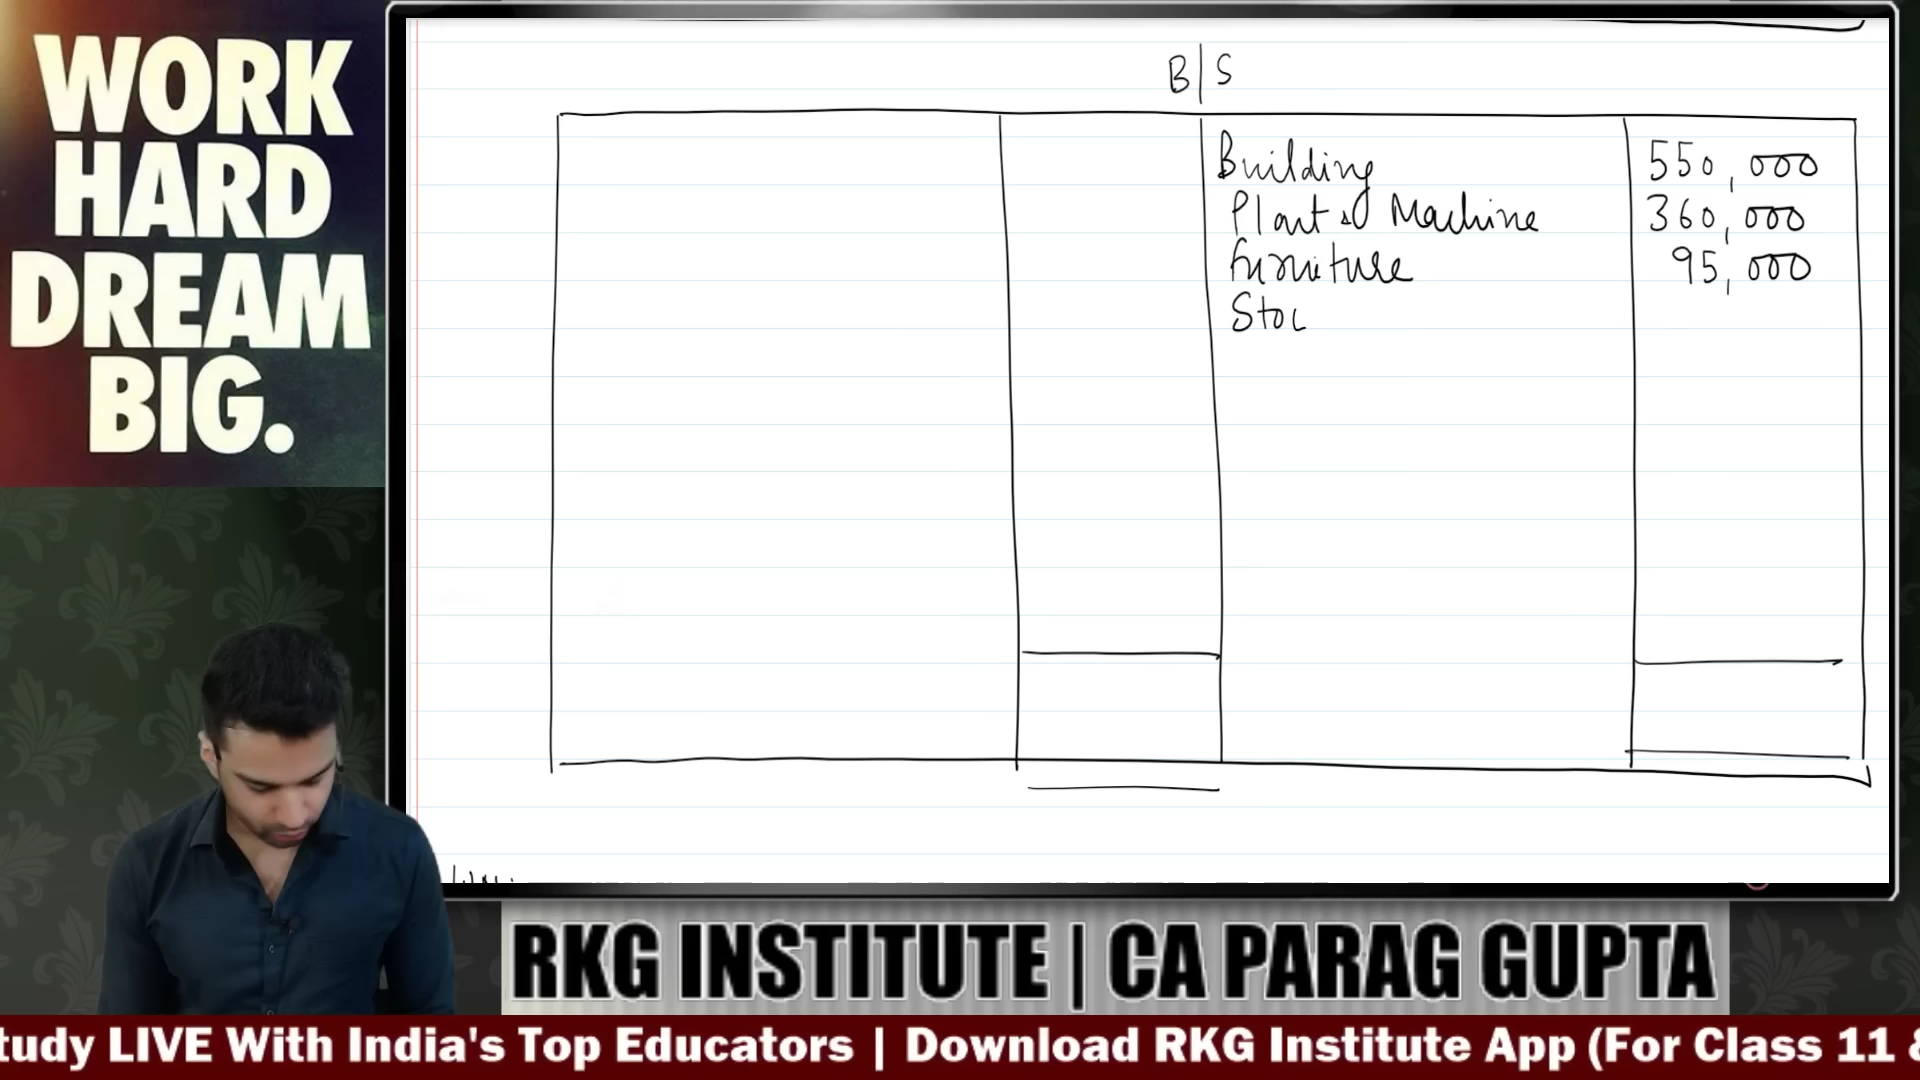 WORK
HARD
DREAM
BIG.
B|S
Building 550,000
Plant & Machine 360,000
Furniture 95,000
Stoc
RKG INSTITUTE | CA PARAG GUPTA
tudy LIVE With India's Top Educators | Download RKG Institute App (For Class 11 &